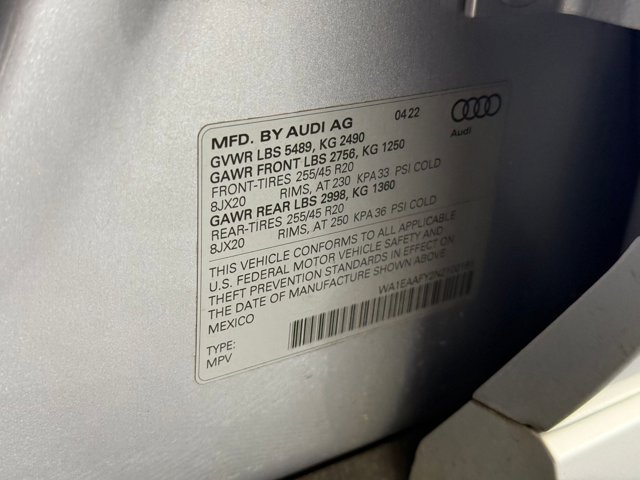 MFD. BY AUDI AG 04 22
GVWR LBS 5489, KG 2490
GAWR FRONT LBS 2756, KG 1250
FRONT-TIRES 255/45 R20
8JX20 RIMS, AT 230 KPA 33 PSI COLD
GAWR REAR LBS 2998, KG 1360
REAR-TIRES 255/45 R20
8JX20 RIMS, AT 250 KPA 36 PSI COLD
Audi
THIS VEHICLE CONFORMS TO ALL APPLICABLE
U.S. FEDERAL MOTOR VEHICLE SAFETY AND
THEFT PREVENTION STANDARDS IN EFFECT ON
THE DATE OF MANUFACTURE SHOWN ABOVE
MEXICO
TYPE:
MPV